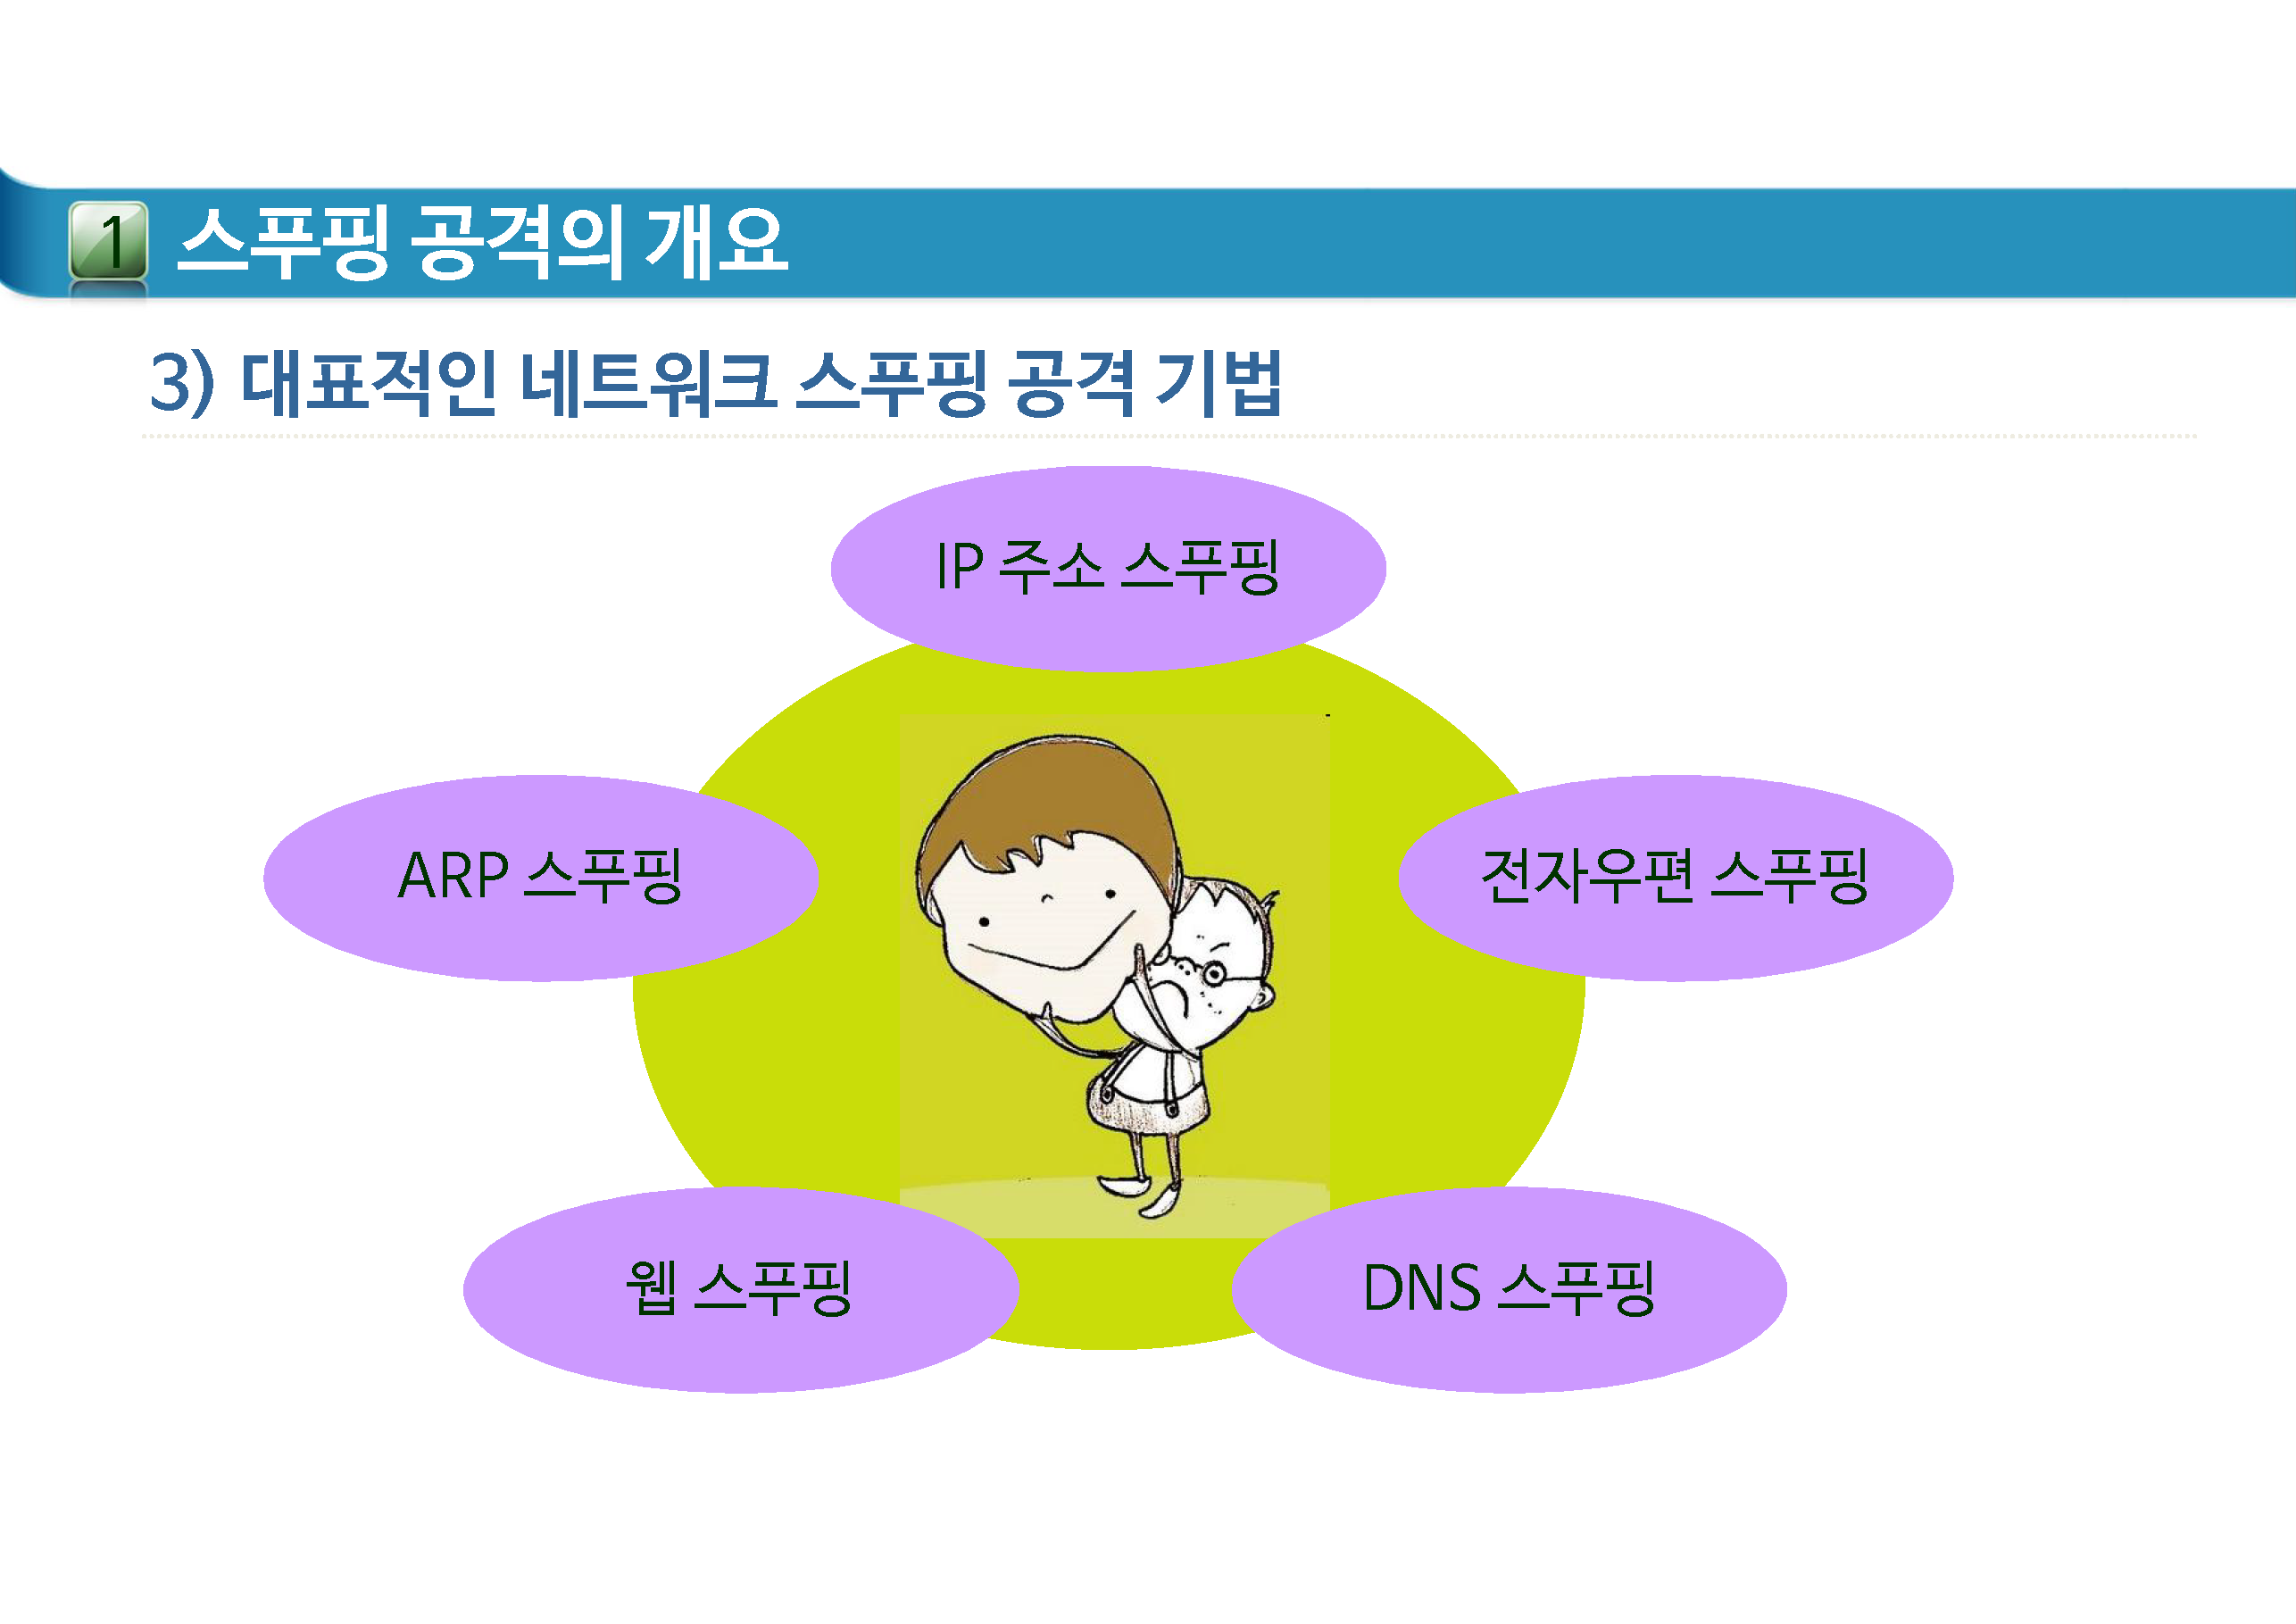 1 스푸핑 공격의 개요
3) 대표적인 네트워크 스푸핑 공격 기법
IP 주소 스푸핑
ARP 스푸핑
전자우편 스푸핑
웹 스푸핑
DNS 스푸핑